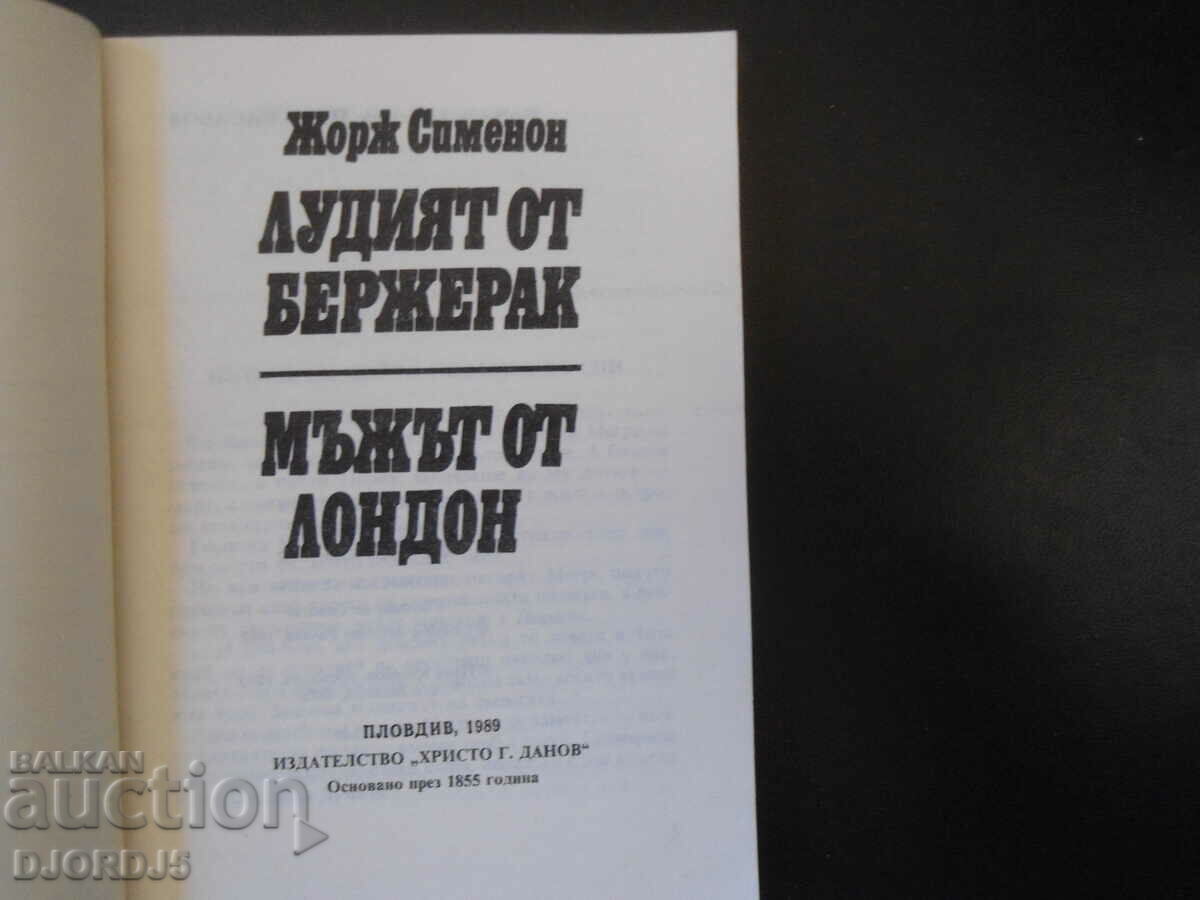 Жорж Сименон
ЛУДИЯТ ОТ
БЕРЖЕРАК
МЪЖЪТ ОТ
ЛОНДОН
ПЛОВДИВ, 1989
ИЗДАТЕЛСТВО „ХРИСТО Г. ДАНОВ“
Основано през 1855 година
BALKAN
auction
DJORDJ5